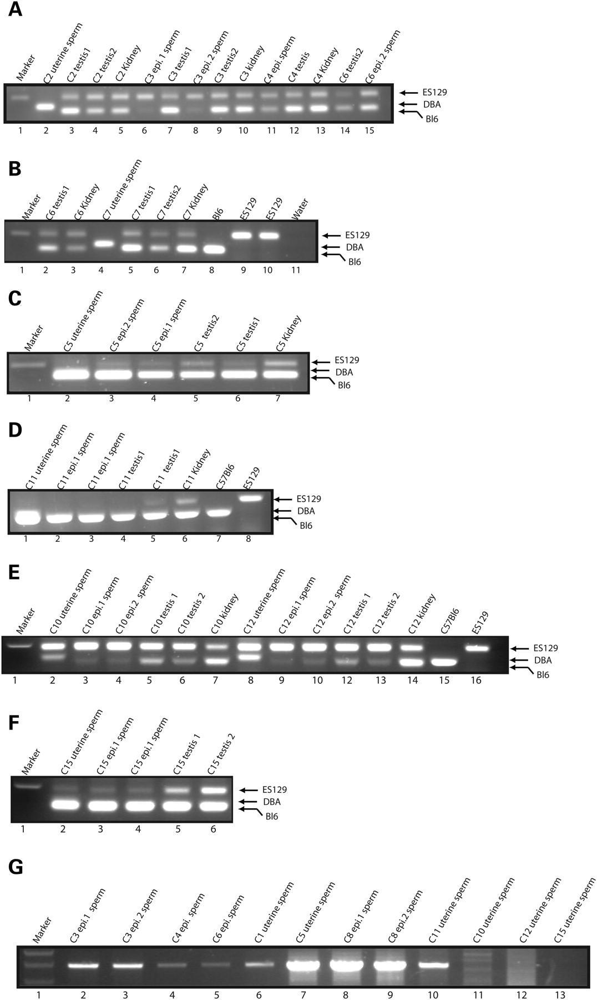 A
Marker C2 uterine sperm C2 testis1 C2 testis2 C2 Kidney C3 epi.1 sperm C3 testis1 C3 epi.2 sperm C3 testis2 C3 kidney C4 epi.sperm C4 testis C4 Kidney C6 testis2 C6 epi.2 sperm
ES129
DBA
Bl6
1 2 3 4 5 6 7 8 9 10 11 12 13 14 15
B
Marker C6 testis1 C6 Kidney C7 uterine sperm C7 testis1 C7 testis2 C7 Kidney Bl6 ES129 ES129 Water
ES129
DBA
Bl6
1 2 3 4 5 6 7 8 9 10 11
C
Marker C5 uterine sperm C5 epi.2 sperm C5 epi.1 sperm C5 testis2 C5 testis1 C5 Kidney
ES129
DBA
Bl6
1 2 3 4 5 6 7
D
C11 uterine sperm C11 epi.1 sperm C11 epi.1 sperm C11 testis1 C11 testis1 C11 Kidney C57Bl6 ES129
ES129
DBA
Bl6
1 2 3 4 5 6 7 8
E
Marker C10 uterine sperm C10 epi.1 sperm C10 epi.2 sperm C10 testis 1 C10 testis 2 C10 kidney C12 uterine sperm C12 epi.1 sperm C12 epi.2 sperm C12 testis 1 C12 testis 2 C12 kidney C57Bl6 ES129
ES129
DBA
Bl6
1 2 3 4 5 6 7 8 9 10 12 13 14 15 16
F
Marker C15 uterine sperm C15 epi.1 sperm C15 epi.1 sperm C15 testis 1 C15 testis 2
ES129
DBA
Bl6
1 2 3 4 5 6
G
Marker C3 epi.1 sperm C3 epi.2 sperm C4 epi. sperm C6 epi.sperm C1 uterine sperm C5 uterine sperm C8 epi.1 sperm C8 epi.2 sperm C11 uterine sperm C10 uterine sperm C12 uterine sperm C15 uterine sperm
1 2 3 4 5 6 7 8 9 10 11 12 13